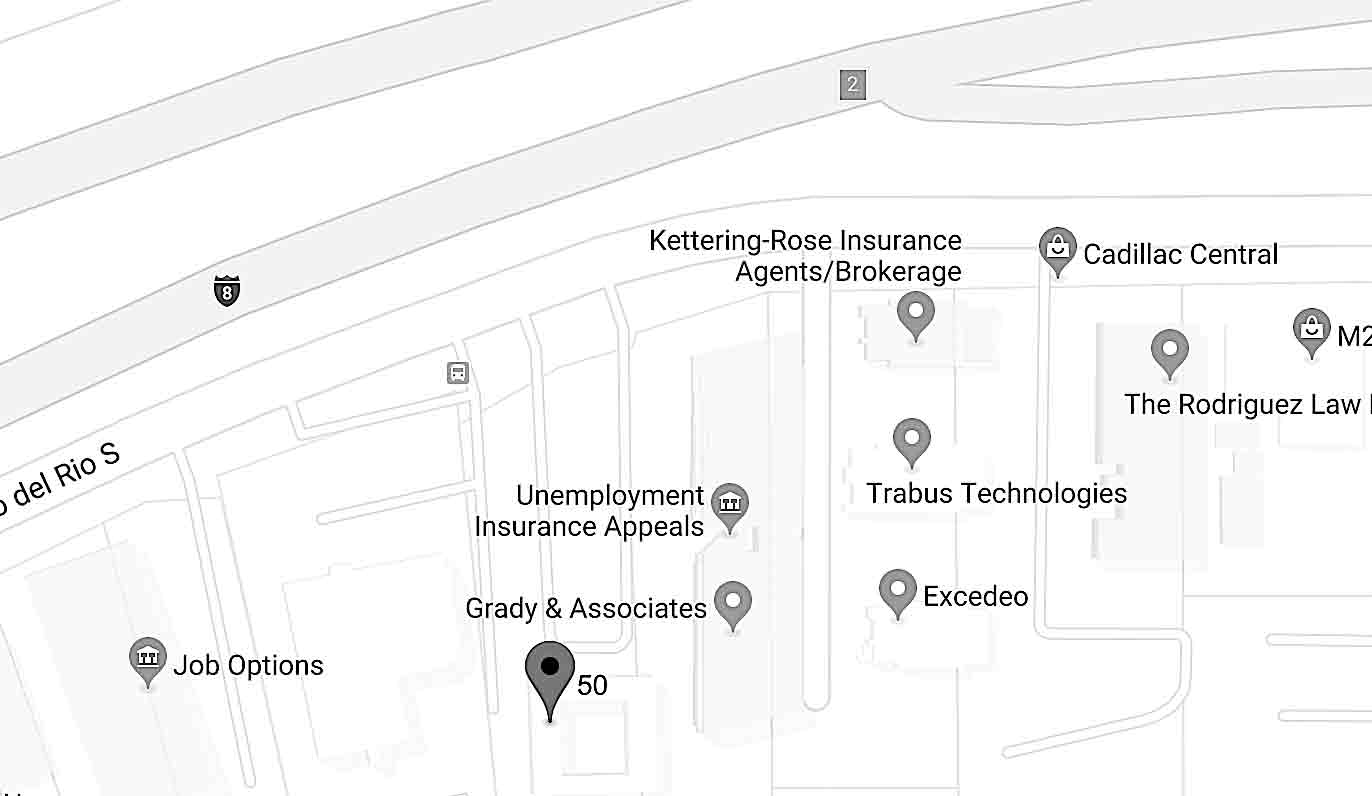 2
Kettering-Rose Insurance
Agents/Brokerage
Cadillac Central
8
M2
The Rodriguez Law
del Rio S
Unemployment
Insurance Appeals
Trabus Technologies
Grady & Associates
Excedeo
Job Options
50